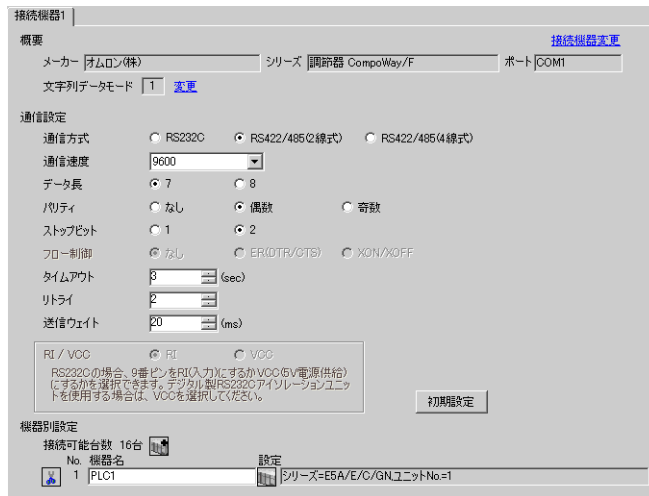 接続機器1
概要 接続機器変更
メーカー オムロン(株) シリーズ 調節器 CompoWay/F ポート COM1
文字列データモード 1 変更
通信設定
通信方式 RS232C RS422/485(2線式) RS422/485(4線式)
通信速度 9600
データ長 7 8
パリティ なし 偶数 奇数
ストップビット 1 2
フロー制御 なし ER(DTR/CTS) XON/XOFF
タイムアウト 3 (sec)
リトライ 2
送信ウェイト 20 (ms)
RI / VCC RI VCC
RS232Cの場合、9番ピンをRI(入力)にするかVCC(5V電源供給)
にするかを選択できます。デジタル製RS232Cアイソレーションユニッ
トを使用する場合は、VCCを選択してください。
初期設定
機器別設定
接続可能台数 16台
No. 機器名 設定
1 PLC1 シリーズ=E5A/E/C/GN,ユニットNo.=1